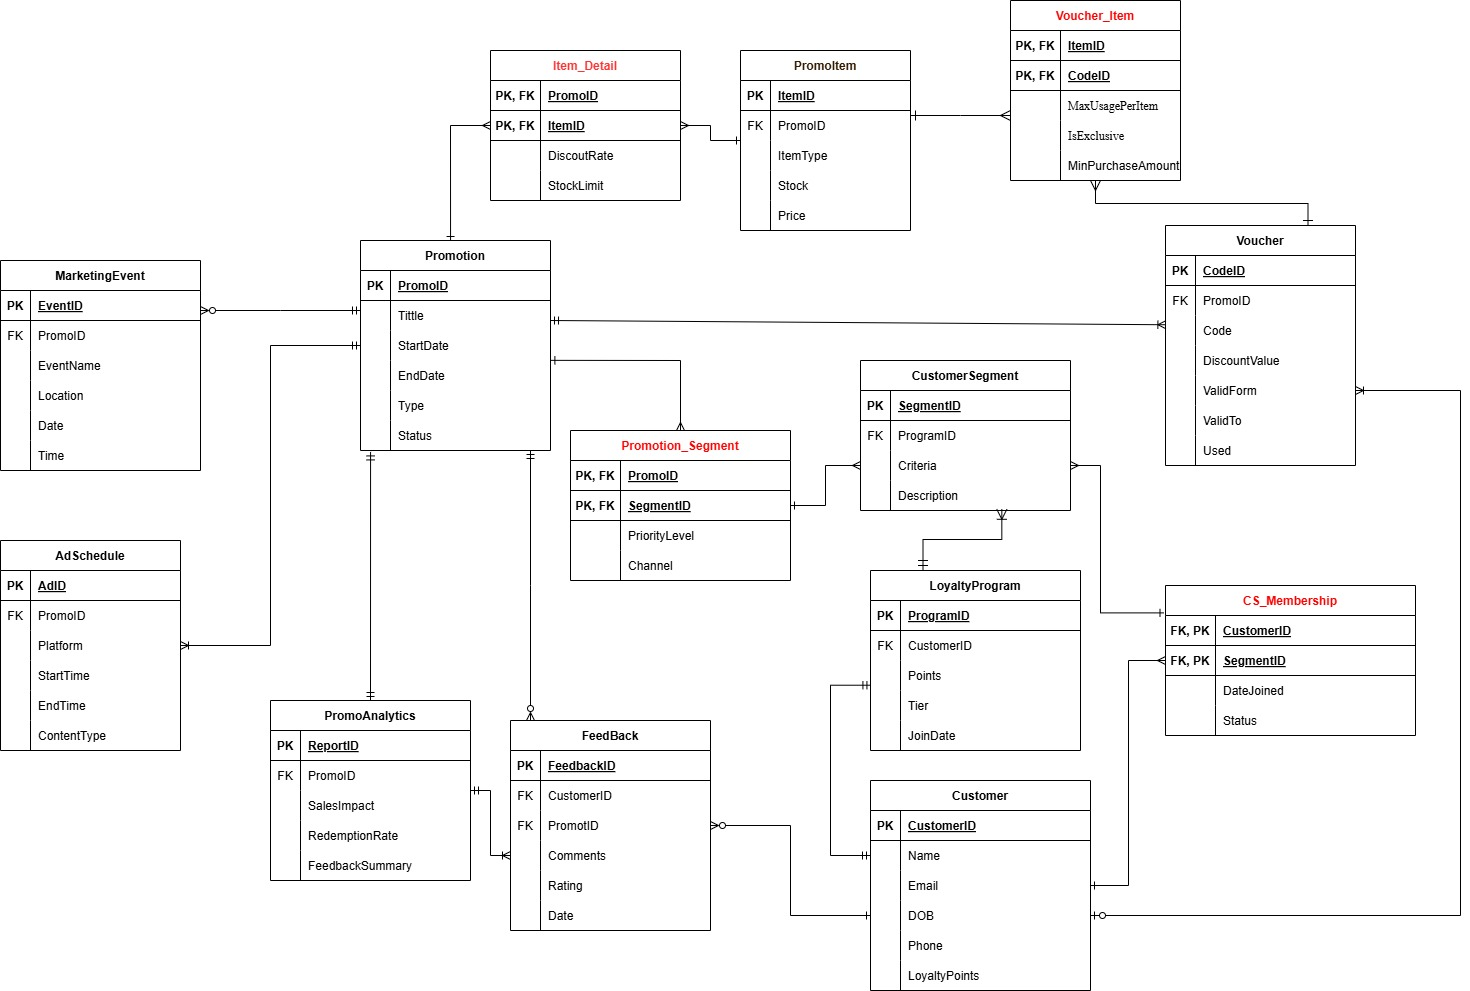 Voucher_Item
PK, FK ItemID
PK, FK CodeID
MaxUsagePerItem
IsExclusive
MinPurchaseAmount
Item_Detail
PK, FK PromoID
PK, FK ItemID
DiscoutRate
StockLimit
PromoItem
PK ItemID
FK PromoID
ItemType
Stock
Price
Voucher
PK CodeID
FK PromoID
Code
DiscountValue
ValidForm
ValidTo
Used
Promotion
PK PromoID
Tittle
StartDate
EndDate
Type
Status
MarketingEvent
PK EventID
FK PromoID
EventName
Location
Date
Time
CustomerSegment
PK SegmentID
FK ProgramID
Criteria
Description
Promotion_Segment
PK, FK PromoID
PK, FK SegmentID
PriorityLevel
Channel
AdSchedule
PK AdID
FK PromoID
Platform
StartTime
EndTime
ContentType
LoyaltyProgram
PK ProgramID
FK CustomerID
Points
Tier
JoinDate
CS_Membership
FK, PK CustomerID
FK, PK SegmentID
DateJoined
Status
PromoAnalytics
PK ReportID
FK PromoID
SalesImpact
RedemptionRate
FeedbackSummary
FeedBack
PK FeedbackID
FK CustomerID
FK PromotID
Comments
Rating
Date
Customer
PK CustomerID
Name
Email
DOB
Phone
LoyaltyPoints